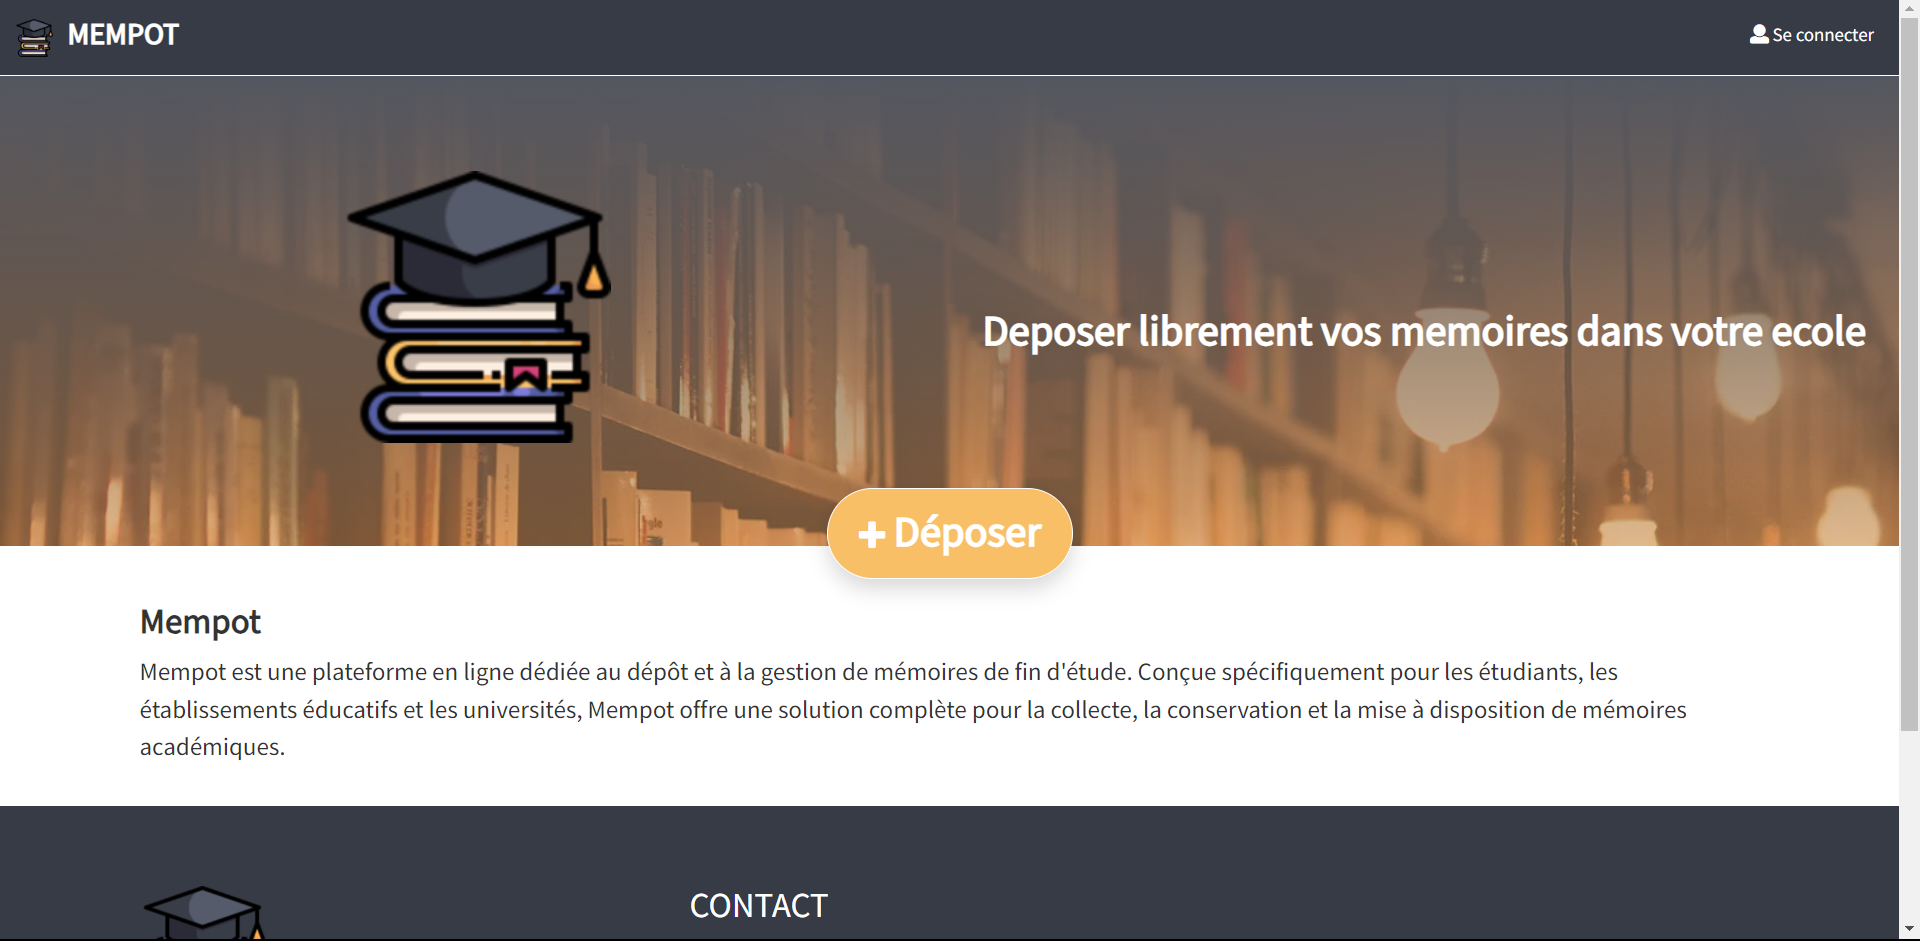 MEMPOT
Se connecter
Deposer librement vos memoires dans votre ecole
Déposer
Mempot
Mempot est une plateforme en ligne dédiée au dépôt et à la gestion de mémoires de fin d'étude. Conçue spécifiquement pour les étudiants, les
établissements éducatifs et les universités, Mempot offre une solution complète pour la collecte, la conservation et la mise à disposition de mémoires
académiques.
CONTACT